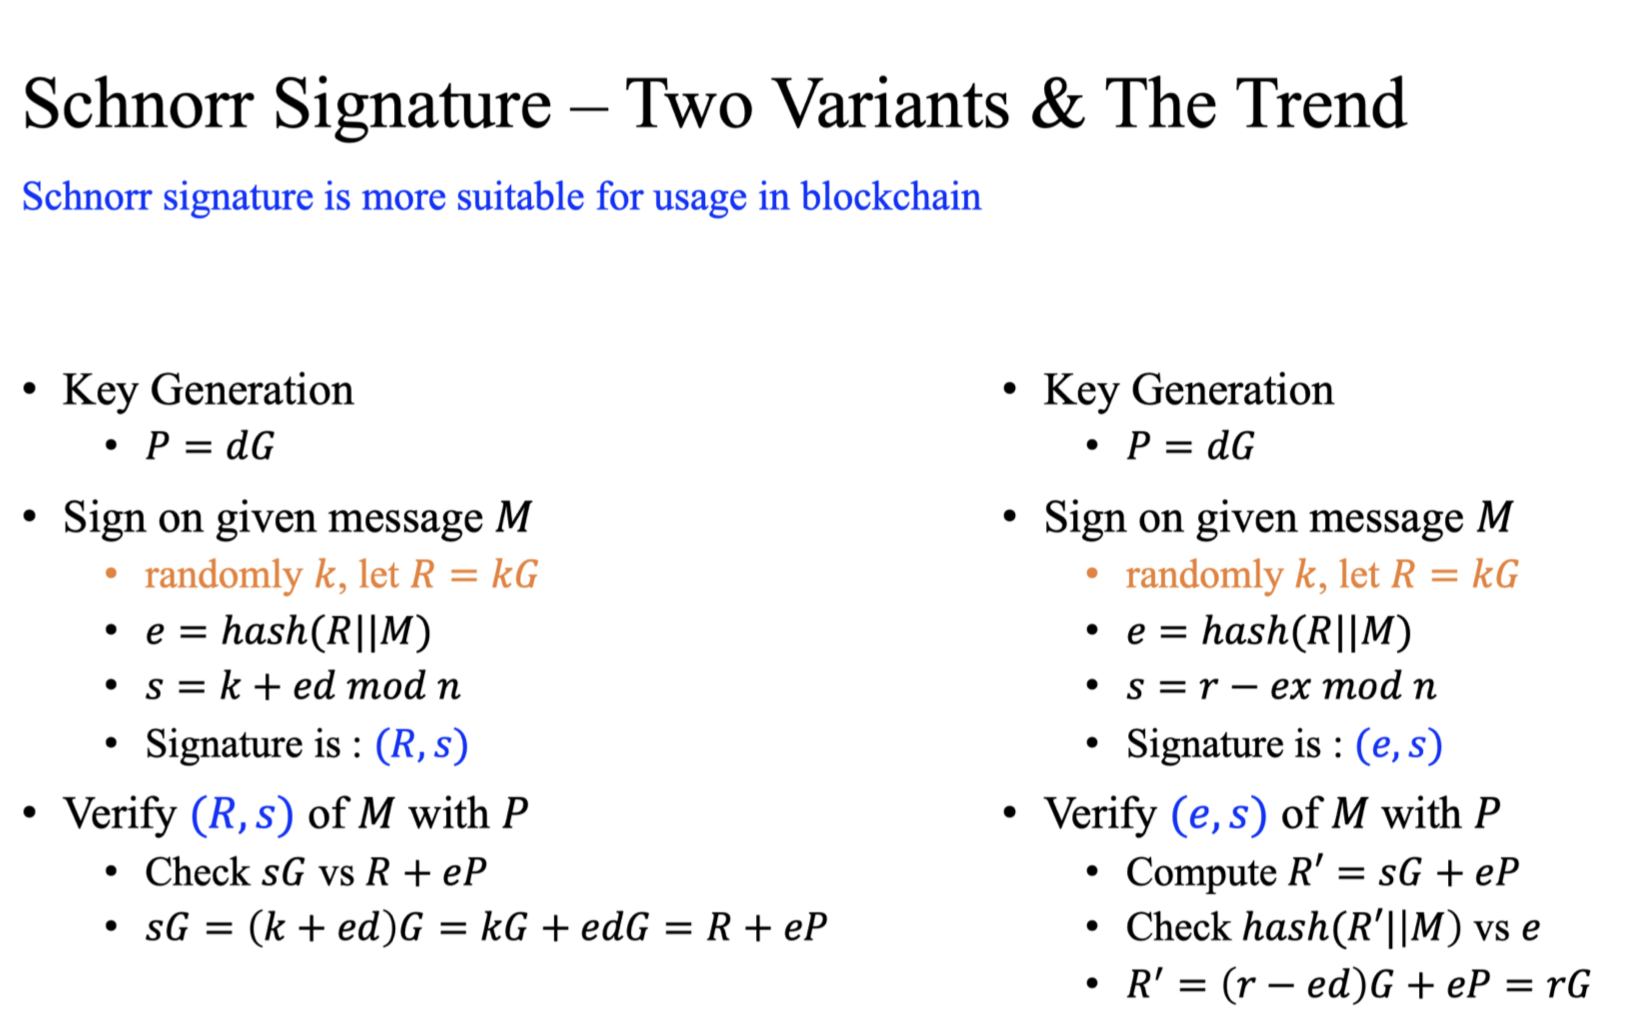 Schnorr Signature – Two Variants & The Trend
Schnorr signature is more suitable for usage in blockchain
• Key Generation
• P = dG
• Sign on given message M
• randomly k, let R = kG
• e = hash(R||M)
• s = k + ed mod n
• Signature is : (R, s)
• Verify (R, s) of M with P
• Check sG vs R + eP
• sG = (k + ed)G = kG + edG = R + eP
• Key Generation
• P = dG
• Sign on given message M
• randomly k, let R = kG
• e = hash(R||M)
• s = r − ex mod n
• Signature is : (e, s)
• Verify (e, s) of M with P
• Compute R′ = sG + eP
• Check hash(R′||M) vs e
• R′ = (r − ed)G + eP = rG